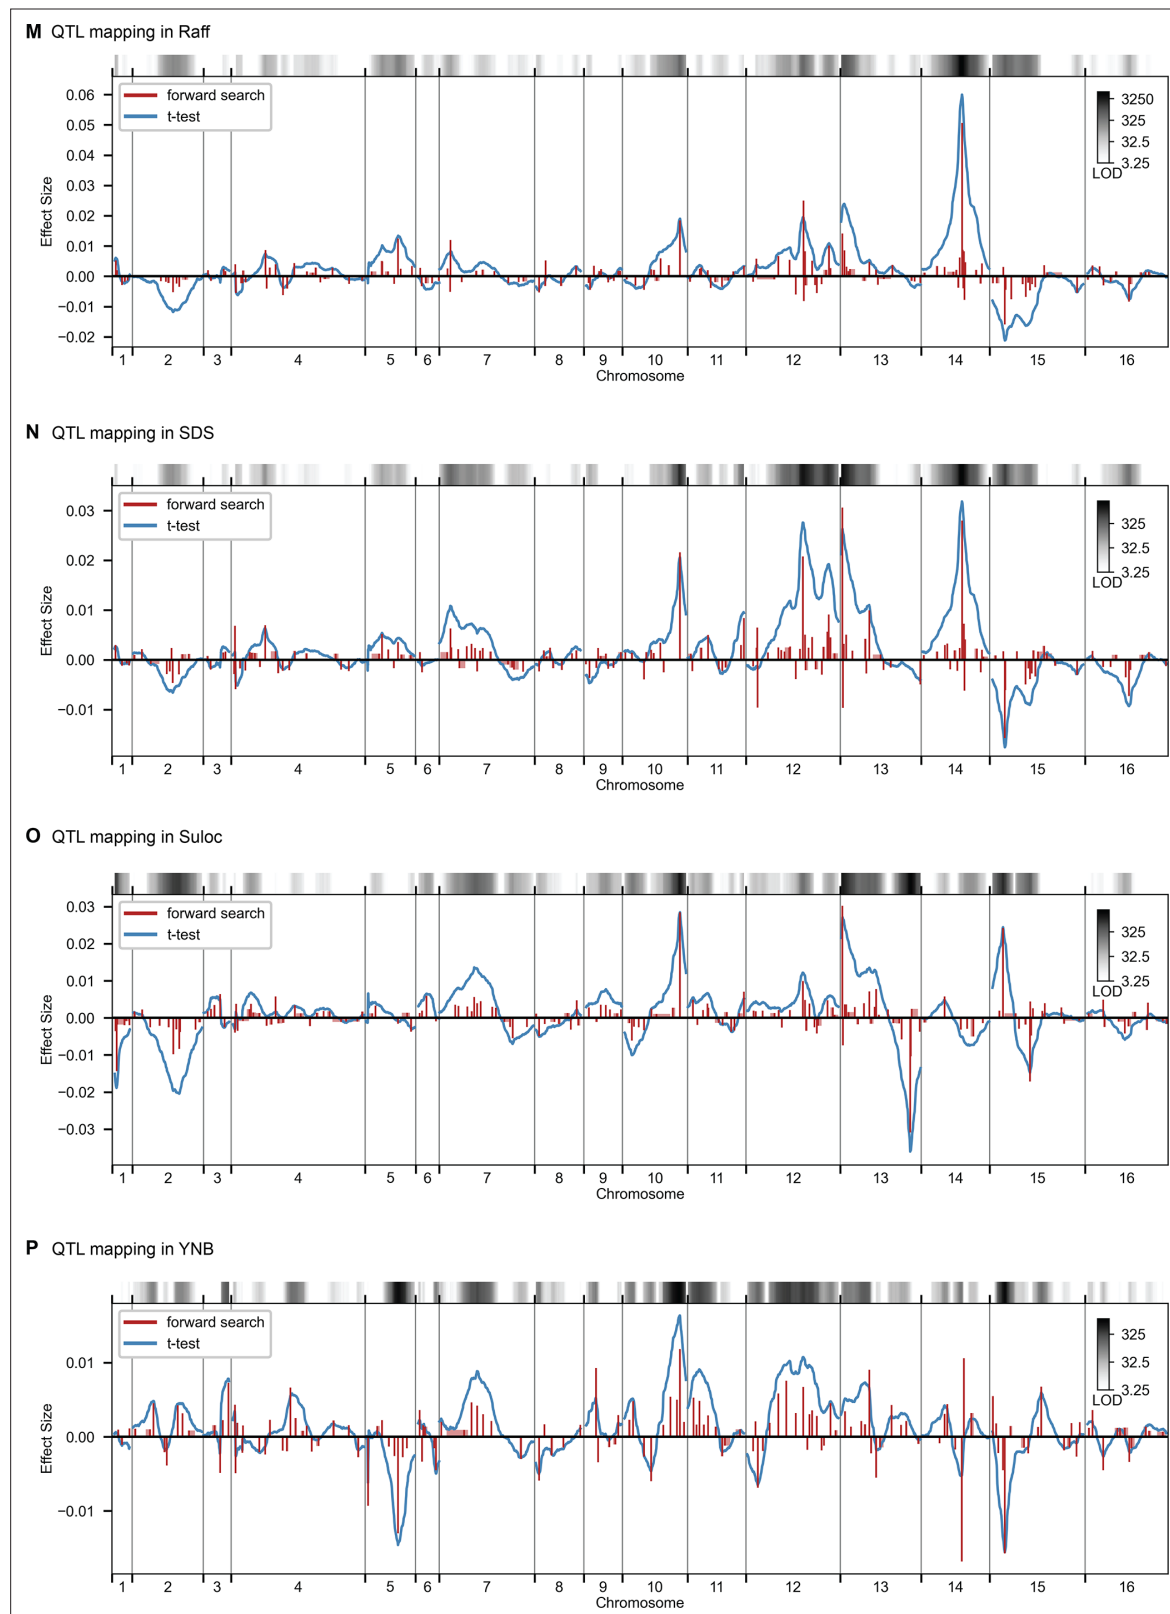 M QTL mapping in Raff
forward search
t-test
3250
325
32.5
3.25
LOD
0.06
0.05
0.04
0.03
0.02
0.01
0.00
−0.01
−0.02
Effect Size
1 2 3 4 5 6 7 8 9 10 11 12 13 14 15 16
Chromosome
N QTL mapping in SDS
forward search
t-test
325
32.5
3.25
LOD
0.03
0.02
0.01
0.00
−0.01
Effect Size
1 2 3 4 5 6 7 8 9 10 11 12 13 14 15 16
Chromosome
O QTL mapping in Suloc
forward search
t-test
325
32.5
3.25
LOD
0.03
0.02
0.01
0.00
−0.01
−0.02
−0.03
Effect Size
1 2 3 4 5 6 7 8 9 10 11 12 13 14 15 16
Chromosome
P QTL mapping in YNB
forward search
t-test
325
32.5
3.25
LOD
0.01
0.00
−0.01
Effect Size
1 2 3 4 5 6 7 8 9 10 11 12 13 14 15 16
Chromosome